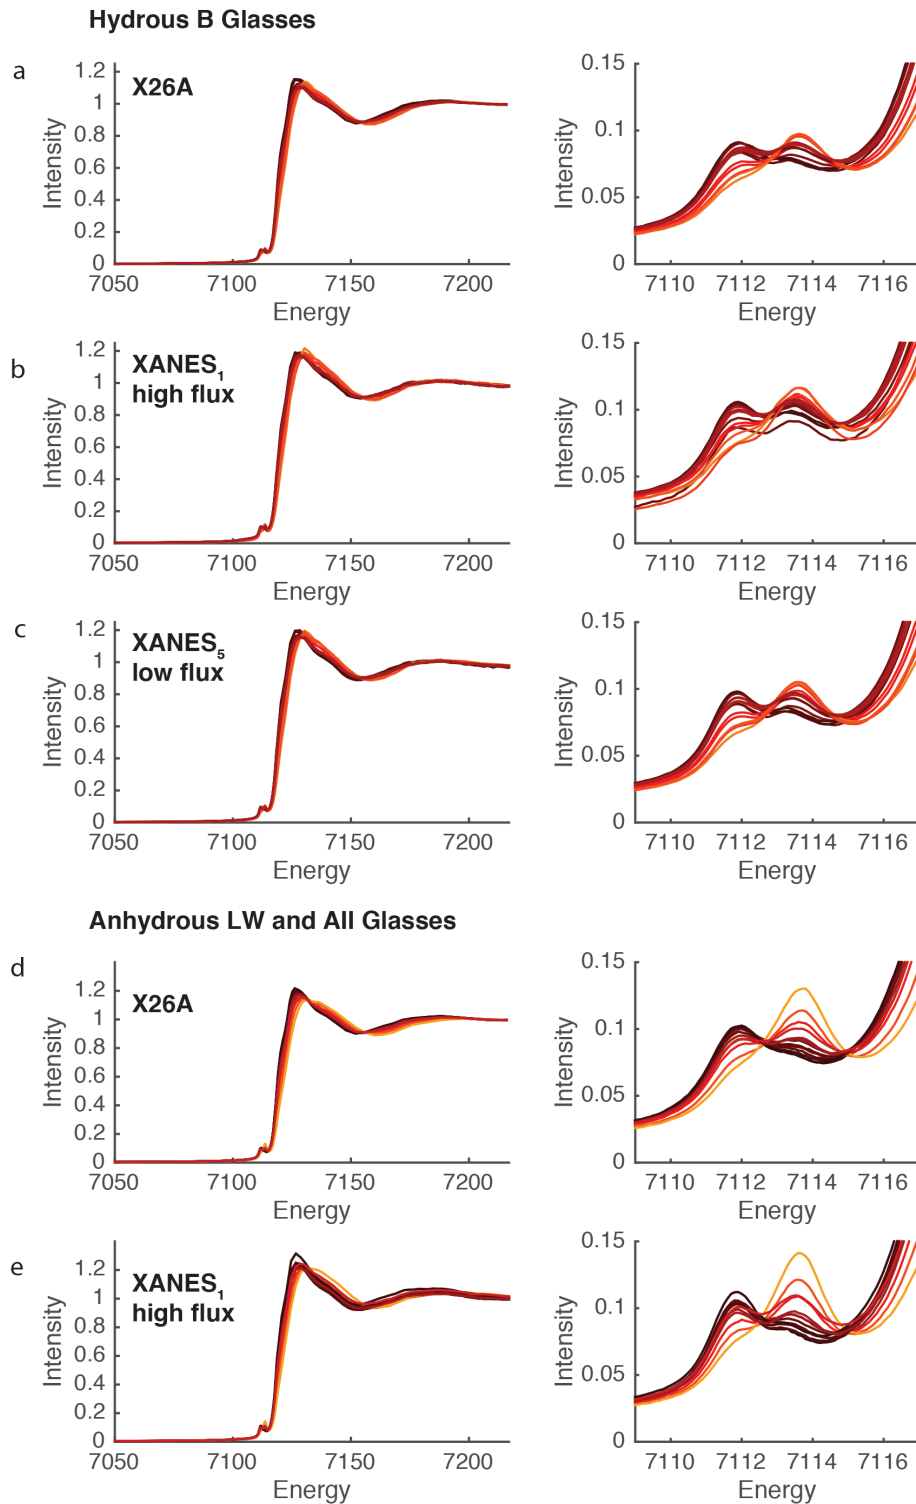 Hydrous B Glasses
a
X26A
Intensity
1.2
1
0.8
0.6
0.4
0.2
0
7050 7100 7150 7200
Energy
Intensity
0.15
0.1
0.05
0
7110 7112 7114 7116
Energy
b
XANES₁
high flux
Intensity
1.2
1
0.8
0.6
0.4
0.2
0
7050 7100 7150 7200
Energy
Intensity
0.15
0.1
0.05
0
7110 7112 7114 7116
Energy
c
XANES₅
low flux
Intensity
1.2
1
0.8
0.6
0.4
0.2
0
7050 7100 7150 7200
Energy
Intensity
0.15
0.1
0.05
0
7110 7112 7114 7116
Energy
Anhydrous LW and All Glasses
d
X26A
Intensity
1.2
1
0.8
0.6
0.4
0.2
0
7050 7100 7150 7200
Energy
Intensity
0.15
0.1
0.05
0
7110 7112 7114 7116
Energy
e
XANES₁
high flux
Intensity
1.2
1
0.8
0.6
0.4
0.2
0
7050 7100 7150 7200
Energy
Intensity
0.15
0.1
0.05
0
7110 7112 7114 7116
Energy